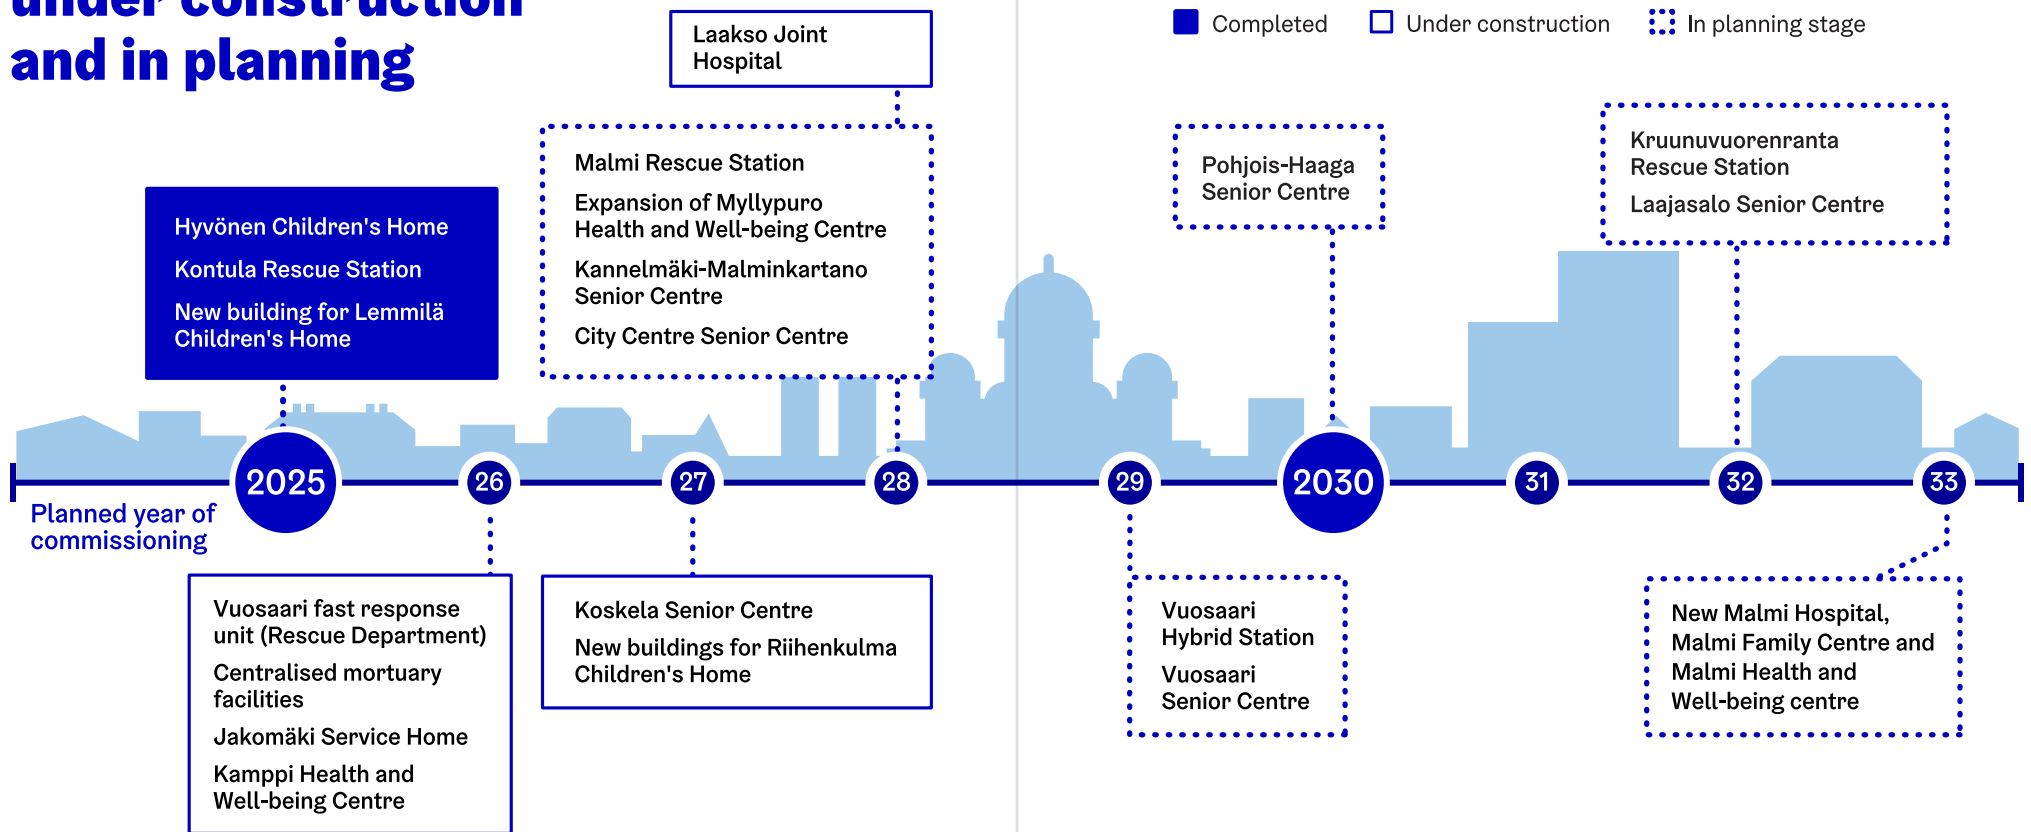 under construction
and in planning
Completed
Under construction
In planning stage
Laakso Joint
Hospital
Malmi Rescue Station
Expansion of Myllypuro
Health and Well-being Centre
Kannelmäki-Malminkartano
Senior Centre
City Centre Senior Centre
Hyvönen Children's Home
Kontula Rescue Station
New building for Lemmilä
Children's Home
Pohjois-Haaga
Senior Centre
Kruunuvuorenranta
Rescue Station
Laajasalo Senior Centre
2025
26
27
28
29
2030
31
32
33
Planned year of
commissioning
Vuosaari fast response
unit (Rescue Department)
Centralised mortuary
facilities
Jakomäki Service Home
Kamppi Health and
Well-being Centre
Koskela Senior Centre
New buildings for Riihenkulma
Children's Home
Vuosaari
Hybrid Station
Vuosaari
Senior Centre
New Malmi Hospital,
Malmi Family Centre and
Malmi Health and
Well-being centre